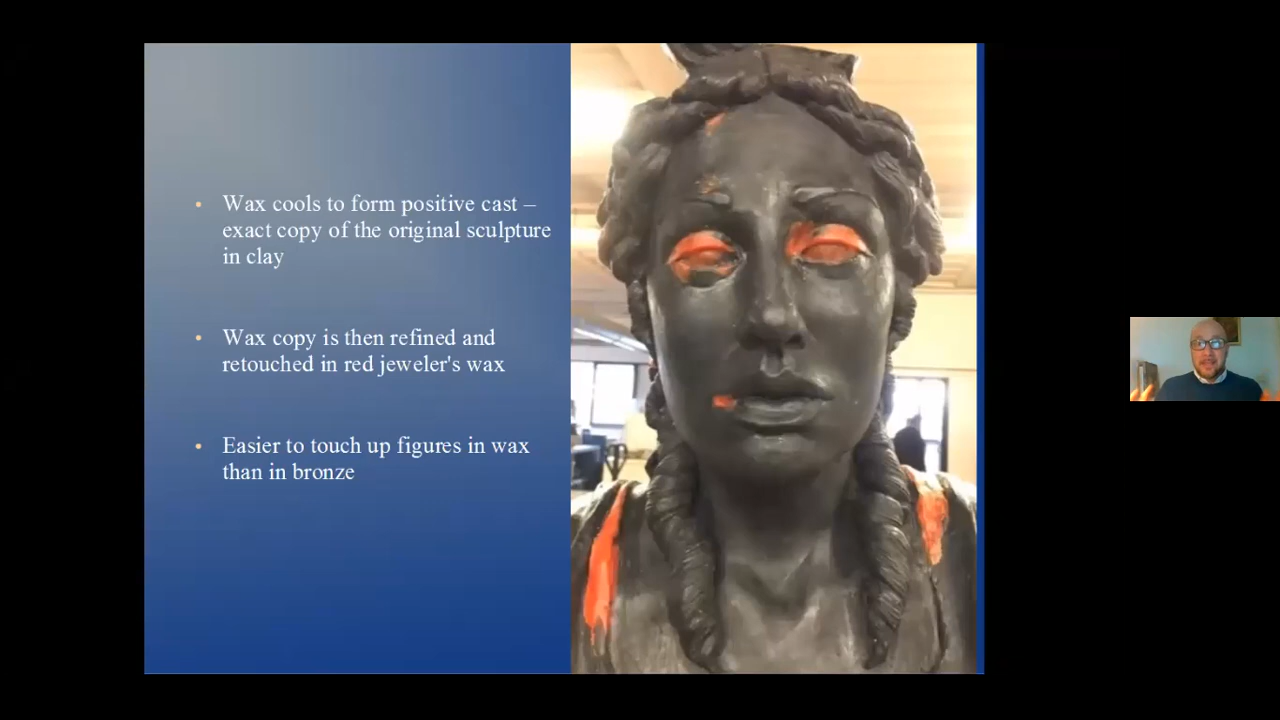 Wax cools to form positive cast –
exact copy of the original sculpture
in clay
Wax copy is then refined and
retouched in red jeweler's wax
Easier to touch up figures in wax
than in bronze